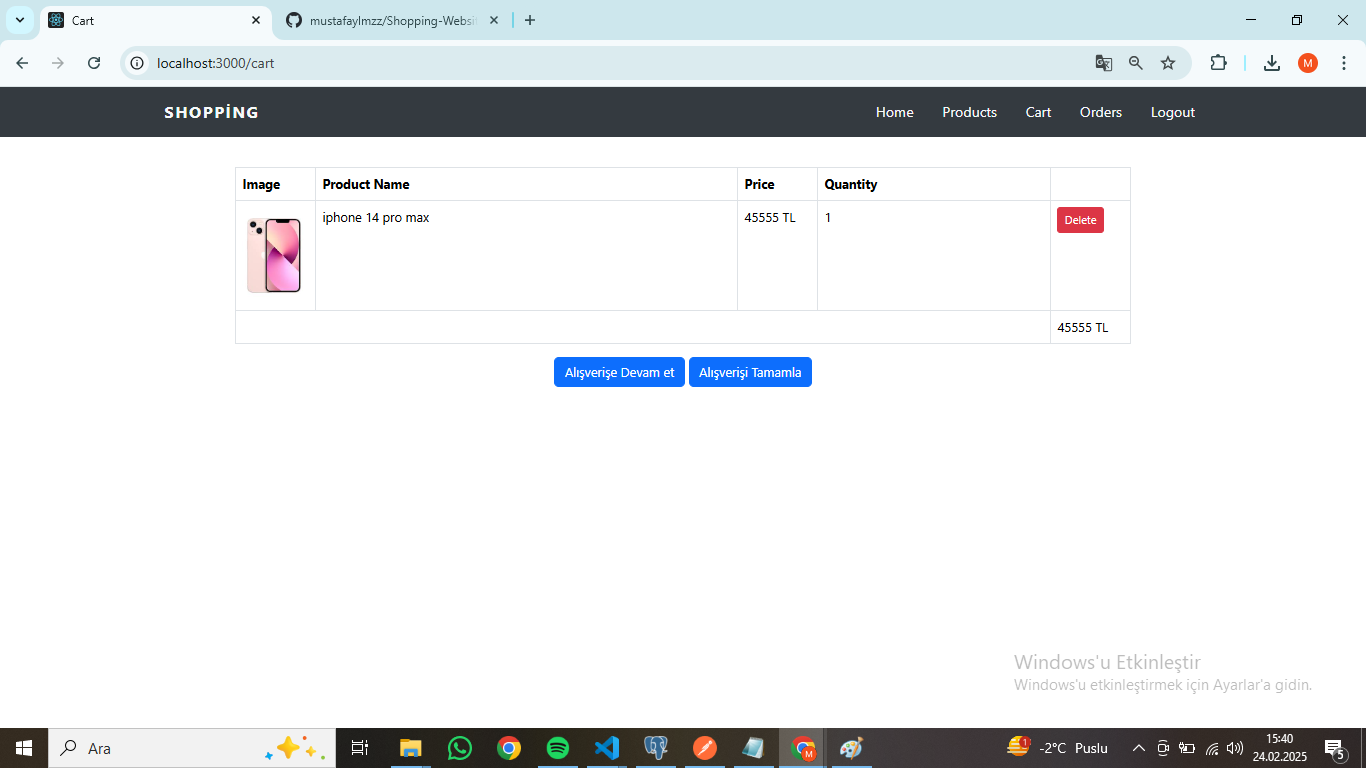 Cart
mustafaylmzz/Shopping-Websi
localhost:3000/cart
M
SHOPPİNG
Home Products Cart Orders Logout
Image Product Name Price Quantity
iphone 14 pro max 45555 TL 1 Delete
45555 TL
Alışverişe Devam et Alışverişi Tamamla
Windows'u Etkinleştir
Windows'u etkinleştirmek için Ayarlar'a gidin.
Ara
M
1
-2°C Puslu
15:40
24.02.2025
5